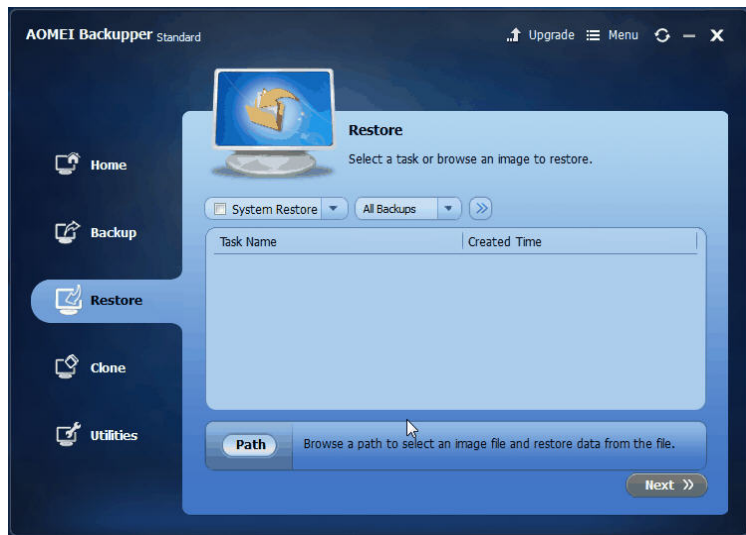 AOMEI Backupper Standard
Upgrade Menu
Restore
Select a task or browse an image to restore.
Home
Backup
Restore
Clone
Utilities
System Restore All Backups
Task Name Created Time
Path Browse a path to select an image file and restore data from the file.
Next